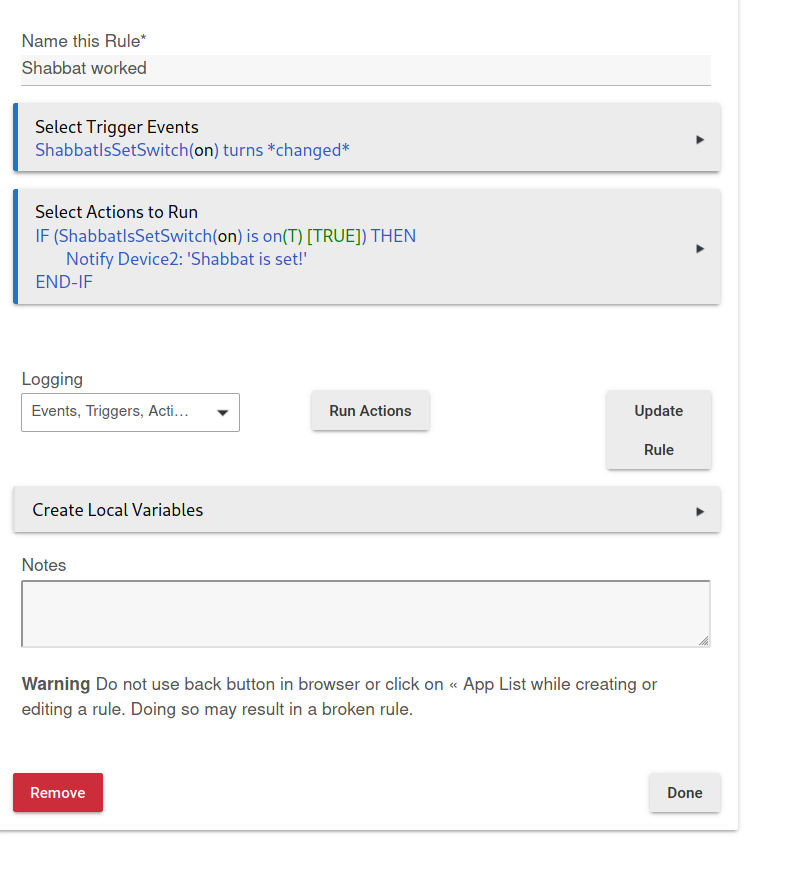 Name this Rule*
Shabbat worked
Select Trigger Events
ShabbatIsSetSwitch(on) turns *changed*
Select Actions to Run
IF (ShabbatIsSetSwitch(on) is on(T) [TRUE]) THEN
Notify Device2: 'Shabbat is set!'
END-IF
Logging
Events, Triggers, Acti...
Run Actions
Update
Rule
Create Local Variables
Notes
Warning Do not use back button in browser or click on « App List while creating or
editing a rule. Doing so may result in a broken rule.
Remove
Done